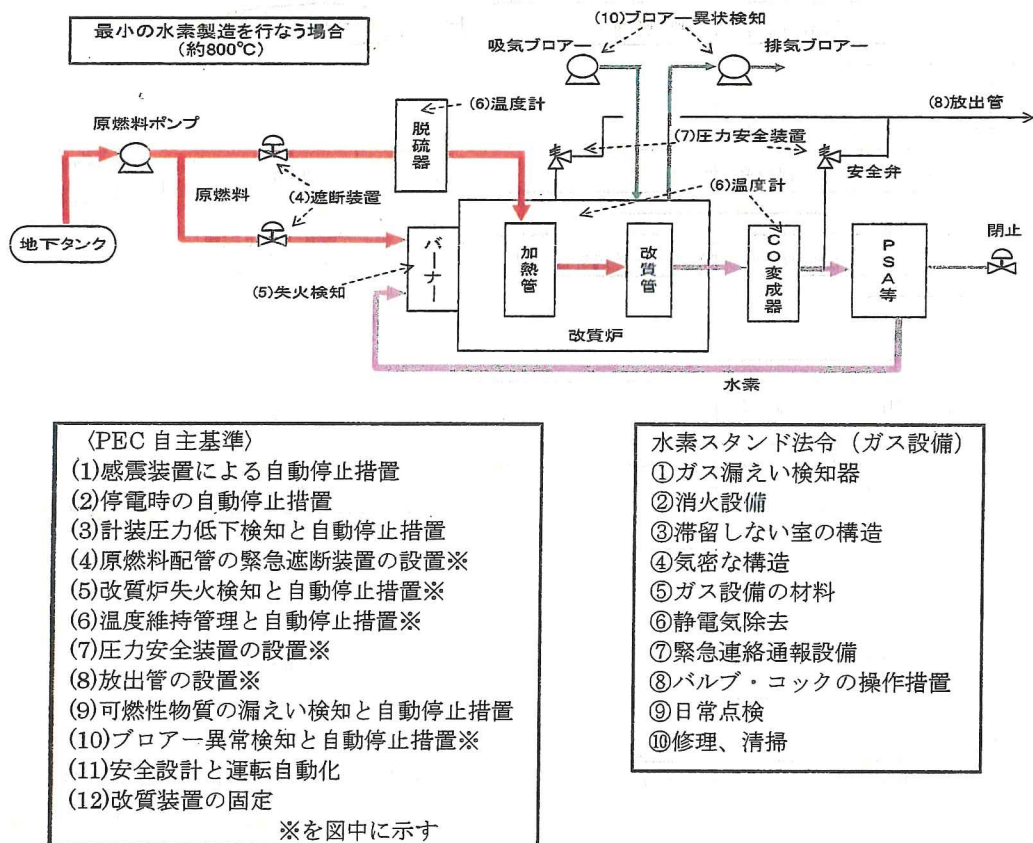 最小の水素製造を行なう場合
(約800℃)
(10)ブロアー異状検知
吸気ブロアー
排気ブロアー
(6)温度計
(8)放出管
原燃料ポンプ
脱硫器
(7)圧力安全装置
安全弁
原燃料
(4)遮断装置
(6)温度計
地下タンク
バーナー
加熱管
改質管
CO変成器
PSA等
閉止
(5)失火検知
改質炉
水素
〈PEC 自主基準〉
(1)感震装置による自動停止措置
(2)停電時の自動停止措置
(3)計装圧力低下検知と自動停止措置
(4)原燃料配管の緊急遮断装置の設置※
(5)改質炉失火検知と自動停止措置※
(6)温度維持管理と自動停止措置※
(7)圧力安全装置の設置※
(8)放出管の設置※
(9)可燃性物質の漏えい検知と自動停止措置
(10)ブロアー異常検知と自動停止措置※
(11)安全設計と運転自動化
(12)改質装置の固定
※を図中に示す
水素スタンド法令（ガス設備）
①ガス漏えい検知器
②消火設備
③滞留しない室の構造
④気密な構造
⑤ガス設備の材料
⑥静電気除去
⑦緊急連絡通報設備
⑧バルブ・コックの操作措置
⑨日常点検
⑩修理、清掃